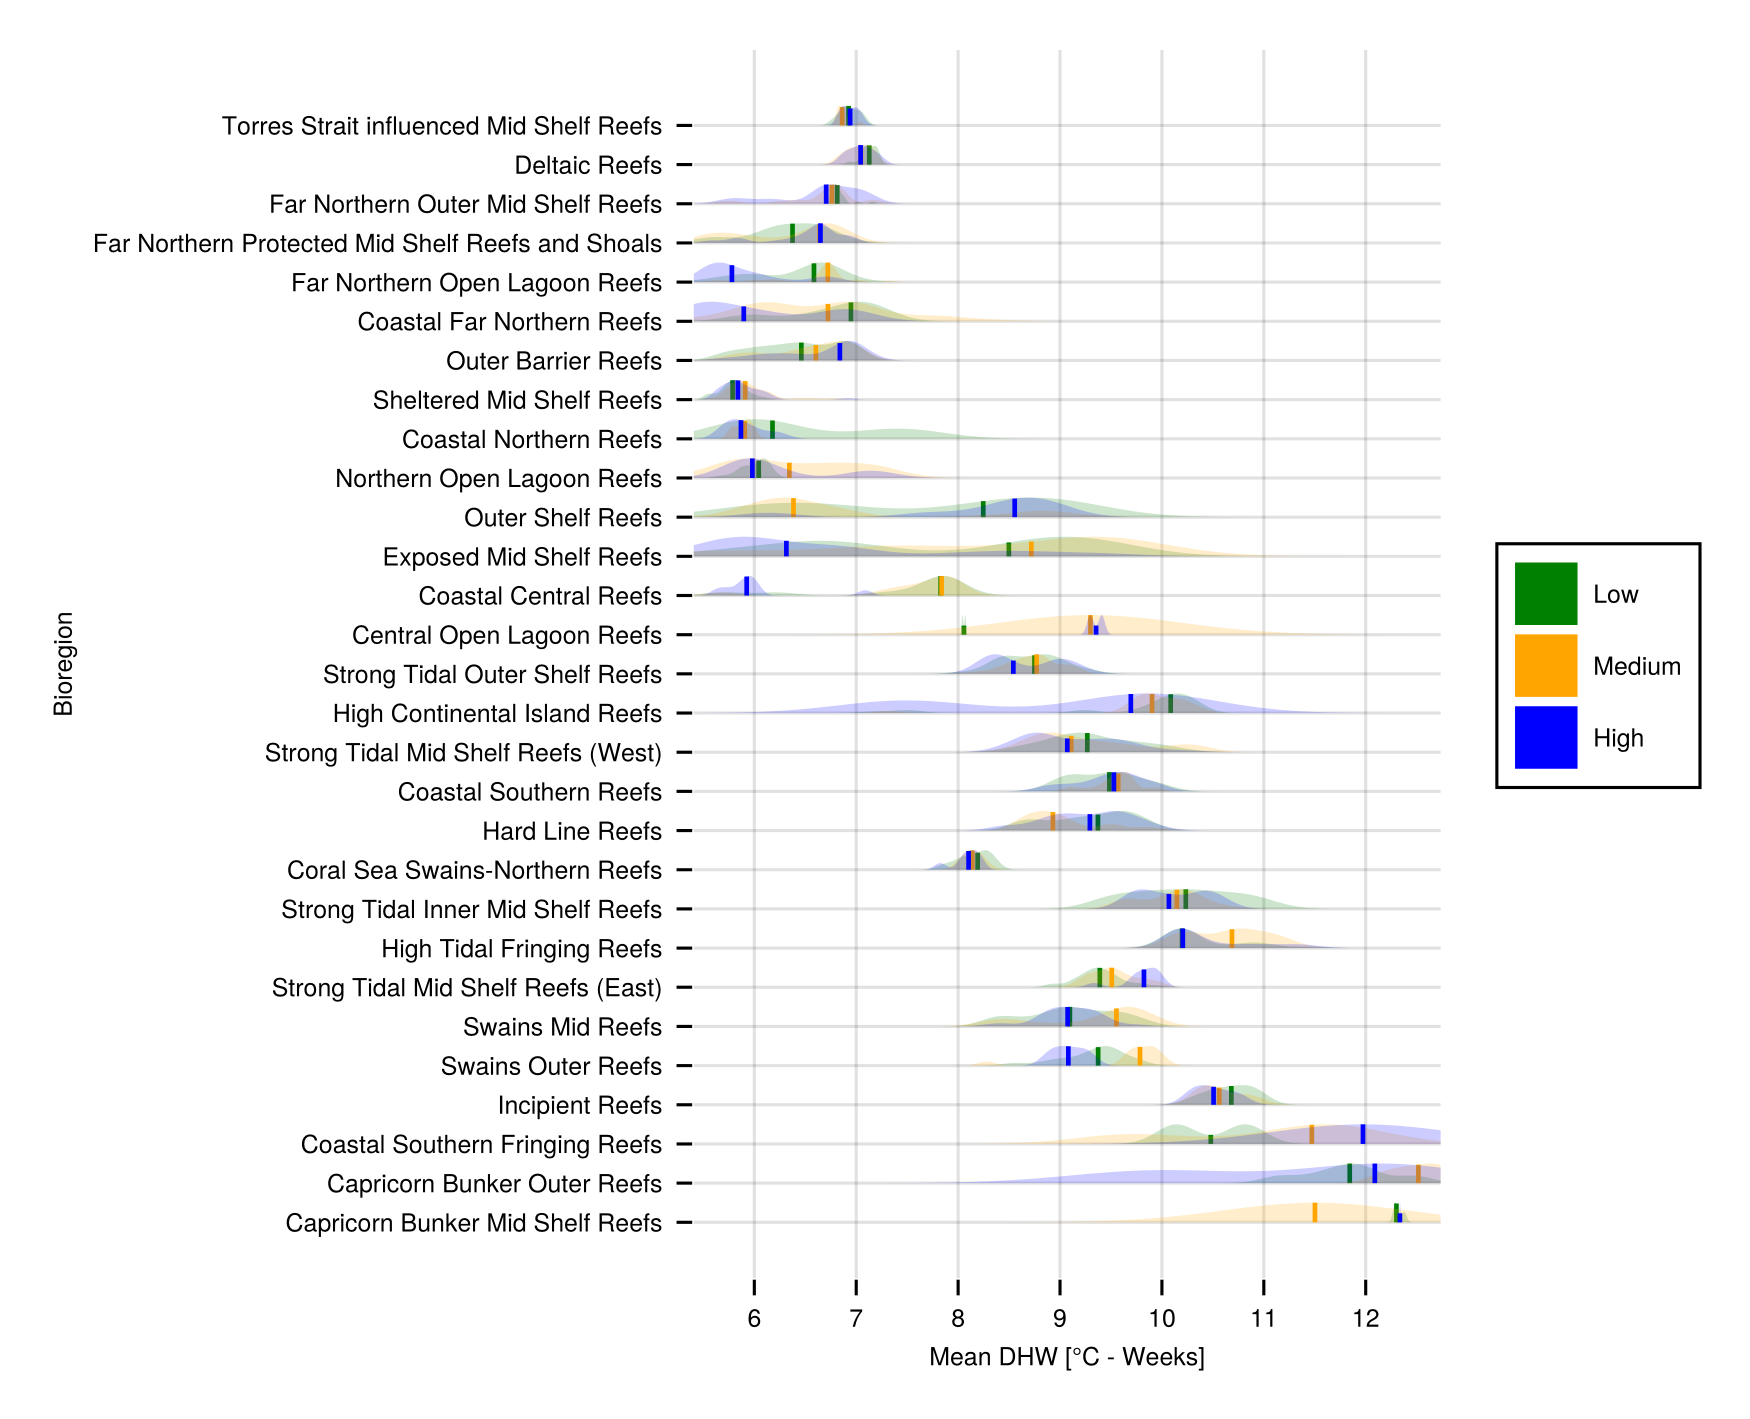 Torres Strait influenced Mid Shelf Reefs
Deltaic Reefs
Far Northern Outer Mid Shelf Reefs
Far Northern Protected Mid Shelf Reefs and Shoals
Far Northern Open Lagoon Reefs
Coastal Far Northern Reefs
Outer Barrier Reefs
Sheltered Mid Shelf Reefs
Coastal Northern Reefs
Northern Open Lagoon Reefs
Outer Shelf Reefs
Exposed Mid Shelf Reefs
Coastal Central Reefs
Central Open Lagoon Reefs
Strong Tidal Outer Shelf Reefs
High Continental Island Reefs
Strong Tidal Mid Shelf Reefs (West)
Coastal Southern Reefs
Hard Line Reefs
Coral Sea Swains-Northern Reefs
Strong Tidal Inner Mid Shelf Reefs
High Tidal Fringing Reefs
Strong Tidal Mid Shelf Reefs (East)
Swains Mid Reefs
Swains Outer Reefs
Incipient Reefs
Coastal Southern Fringing Reefs
Capricorn Bunker Outer Reefs
Capricorn Bunker Mid Shelf Reefs
Bioregion
6 7 8 9 10 11 12
Mean DHW [°C - Weeks]
Low
Medium
High